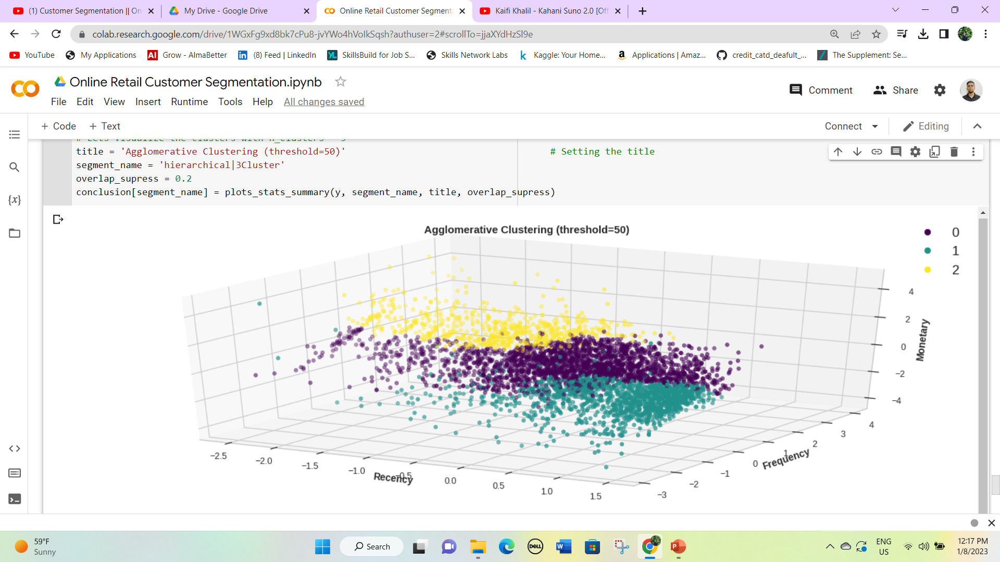 (1) Customer Segmentation || On
My Drive - Google Drive
Online Retail Customer Segmenta
Kaifi Khalil - Kahani Suno 2.0 [Off
colab.research.google.com/drive/1WGxFg9xd8bk7cPu8-jvYWo4hVoIkSqsh?authuser=2#scrollTo=jjaXYdHzSl9e
YouTube
My Applications
AI Grow - AlmaBetter
(8) Feed | LinkedIn
SkillsBuild for Job S...
Skills Network Labs
Kaggle: Your Home...
Applications | Amaz...
credit_catd_deafult_...
The Supplement: Se...
Online Retail Customer Segmentation.ipynb
Comment
Share
File Edit View Insert Runtime Tools Help All changes saved
+ Code + Text
Connect
Editing
# Lets visualize the clusters with n_clusters = 3
title = 'Agglomerative Clustering (threshold=50)' # Setting the title
segment_name = 'hierarchical|3Cluster'
overlap_supress = 0.2
conclusion[segment_name] = plots_stats_summary(y, segment_name, title, overlap_supress)
Agglomerative Clustering (threshold=50)
0
1
2
4
2
0
−2
−4
Monetary
−2.5
−2.0
−1.5
−1.0
−0.5
0.0
0.5
1.0
1.5
Recency
−3
−2
−1
0
1
2
3
4
Frequency
59°F
Sunny
Search
DELL
ENG
US
12:17 PM
1/8/2023